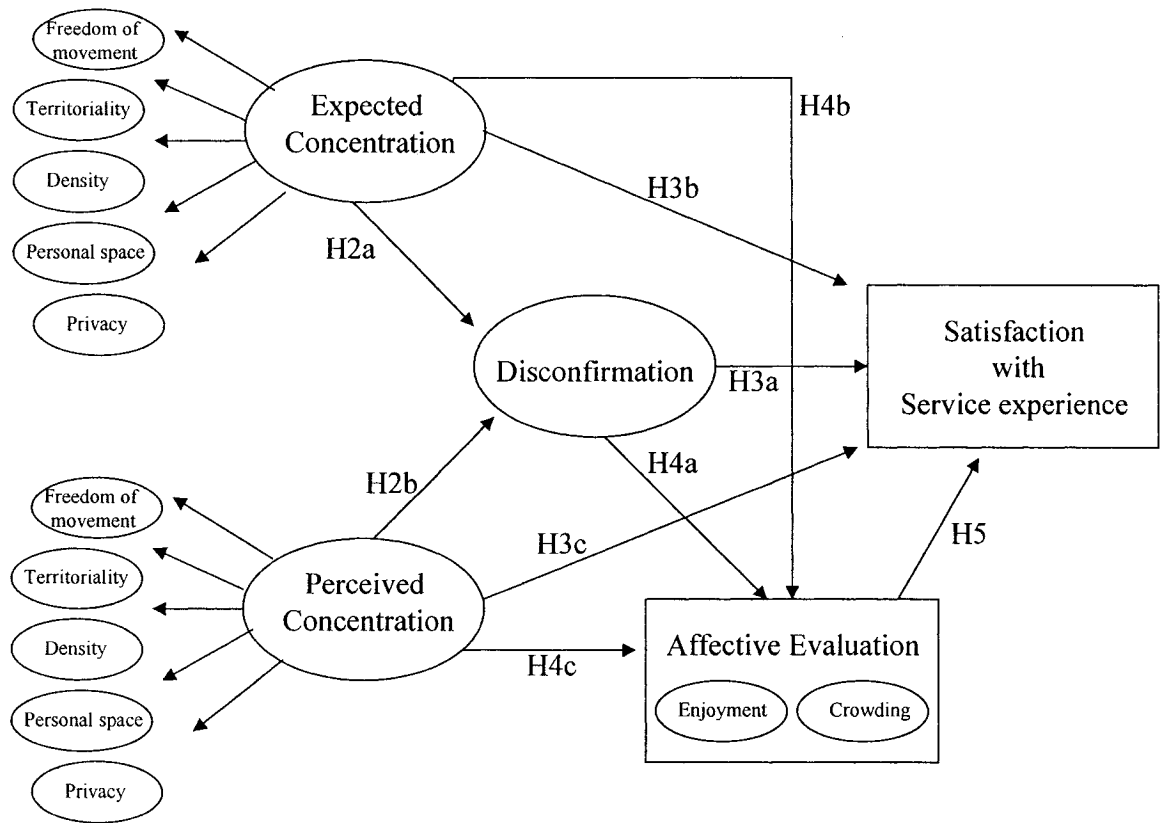 Freedom of
movement
Territoriality
Density
Personal space
Privacy
Expected
Concentration
H4b
H3b
H2a
Disconfirmation
H3a
Satisfaction
with
Service experience
H4a
H2b
H3c
H5
Freedom of
movement
Territoriality
Density
Personal space
Privacy
Perceived
Concentration
H4c
Affective Evaluation
Enjoyment
Crowding